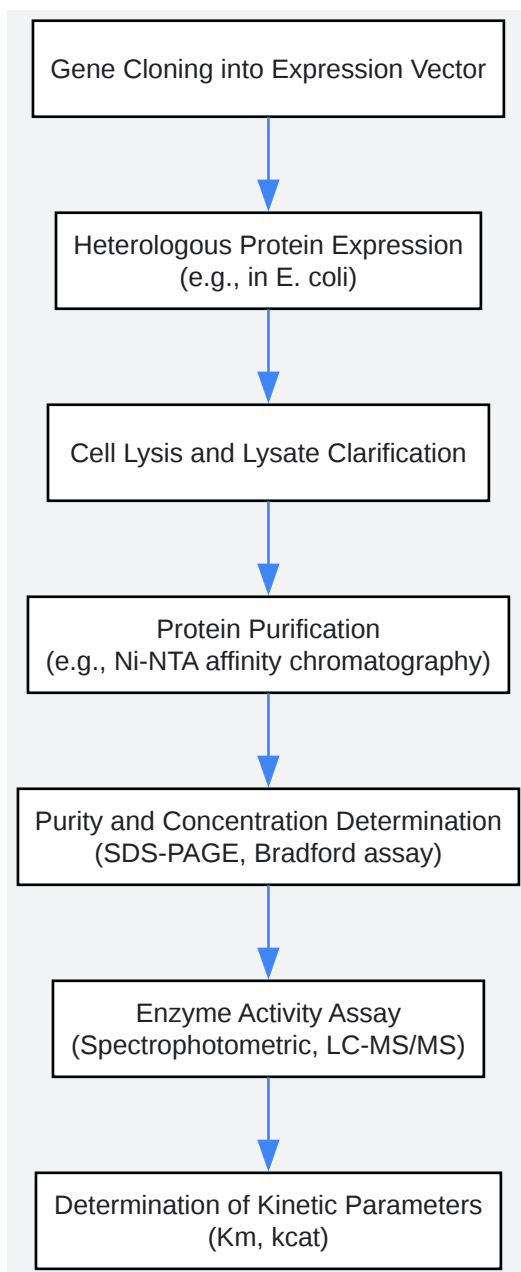 Gene Cloning into Expression Vector
Heterologous Protein Expression
(e.g., in E. coli)
Cell Lysis and Lysate Clarification
Protein Purification
(e.g., Ni-NTA affinity chromatography)
Purity and Concentration Determination
(SDS-PAGE, Bradford assay)
Enzyme Activity Assay
(Spectrophotometric, LC-MS/MS)
Determination of Kinetic Parameters
(Km, kcat)